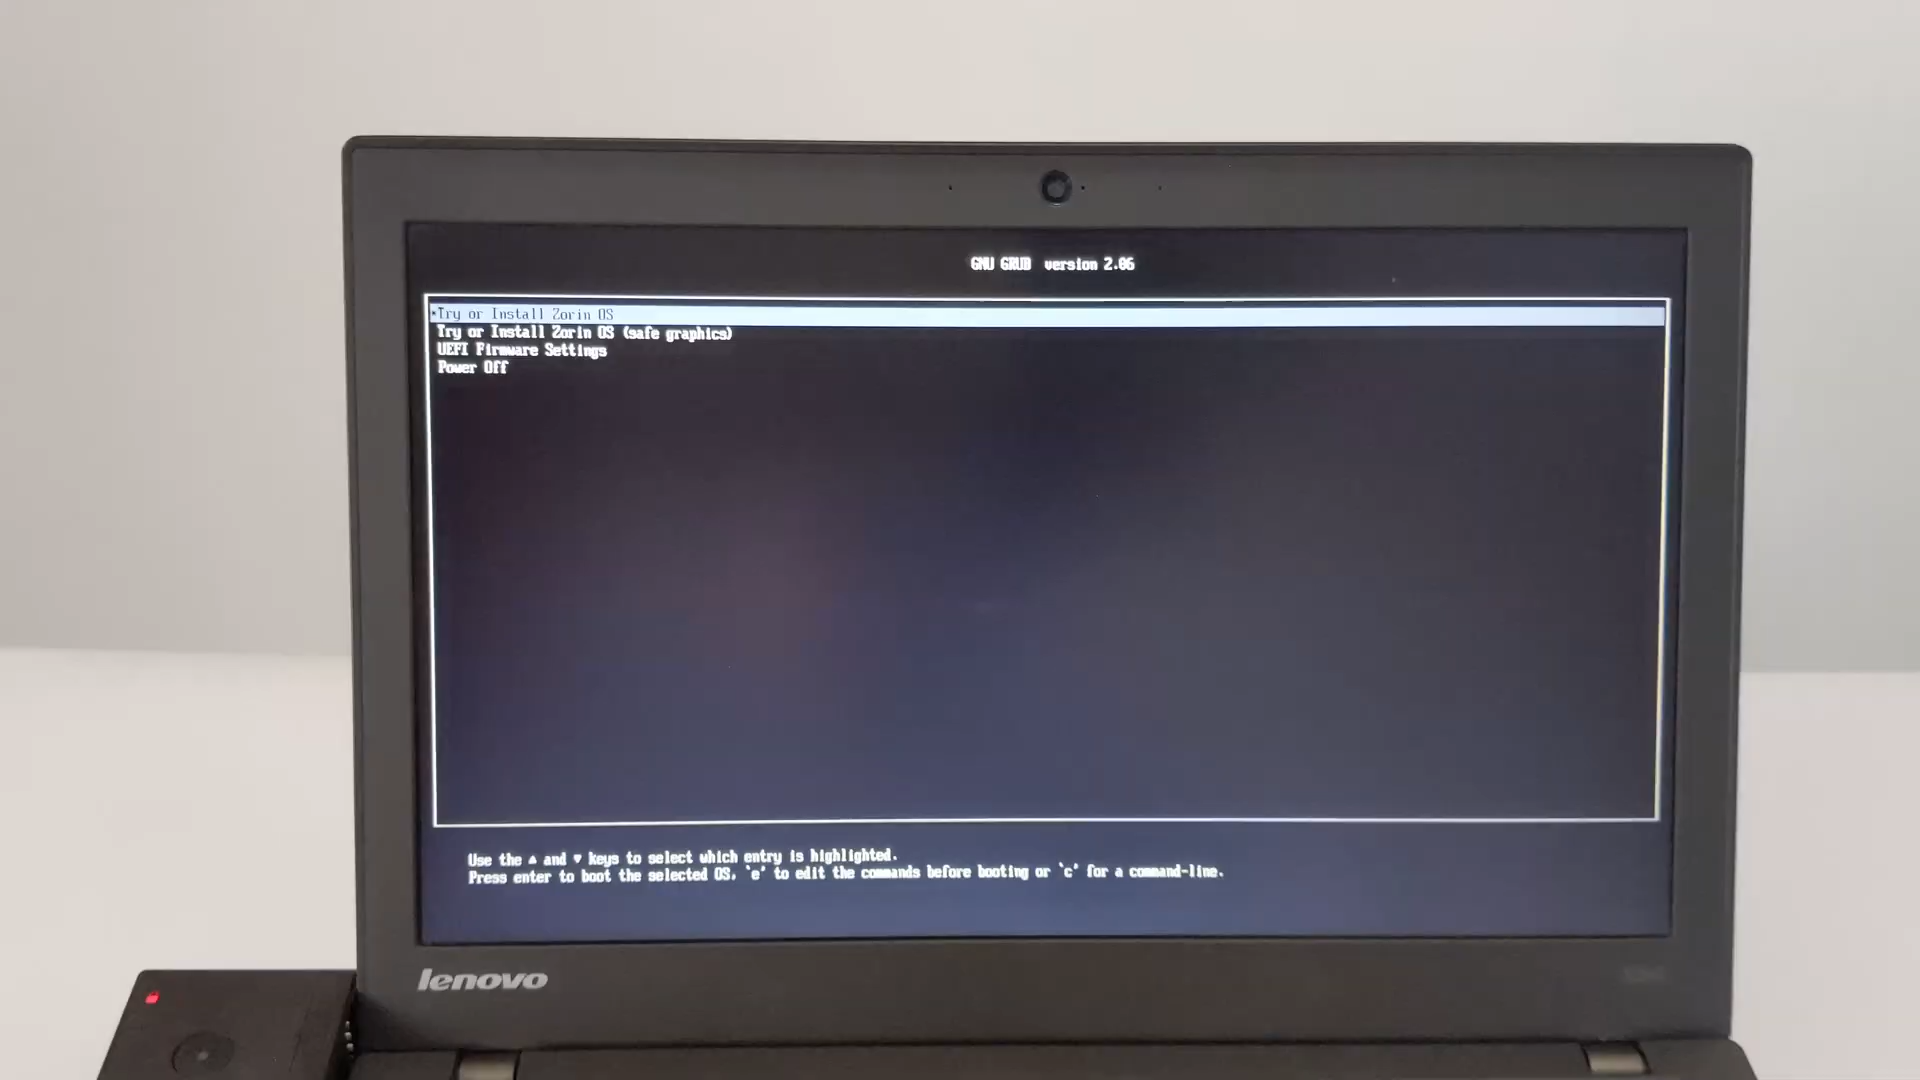 GNU GRUB version 2.06
*Try or Install Zorin OS
Try or Install Zorin OS (safe graphics)
UEFI Firmware Settings
Power Off
Use the ▲ and ▼ keys to select which entry is highlighted.
Press enter to boot the selected OS, `e' to edit the commands before booting or `c' for a command-line.
lenovo